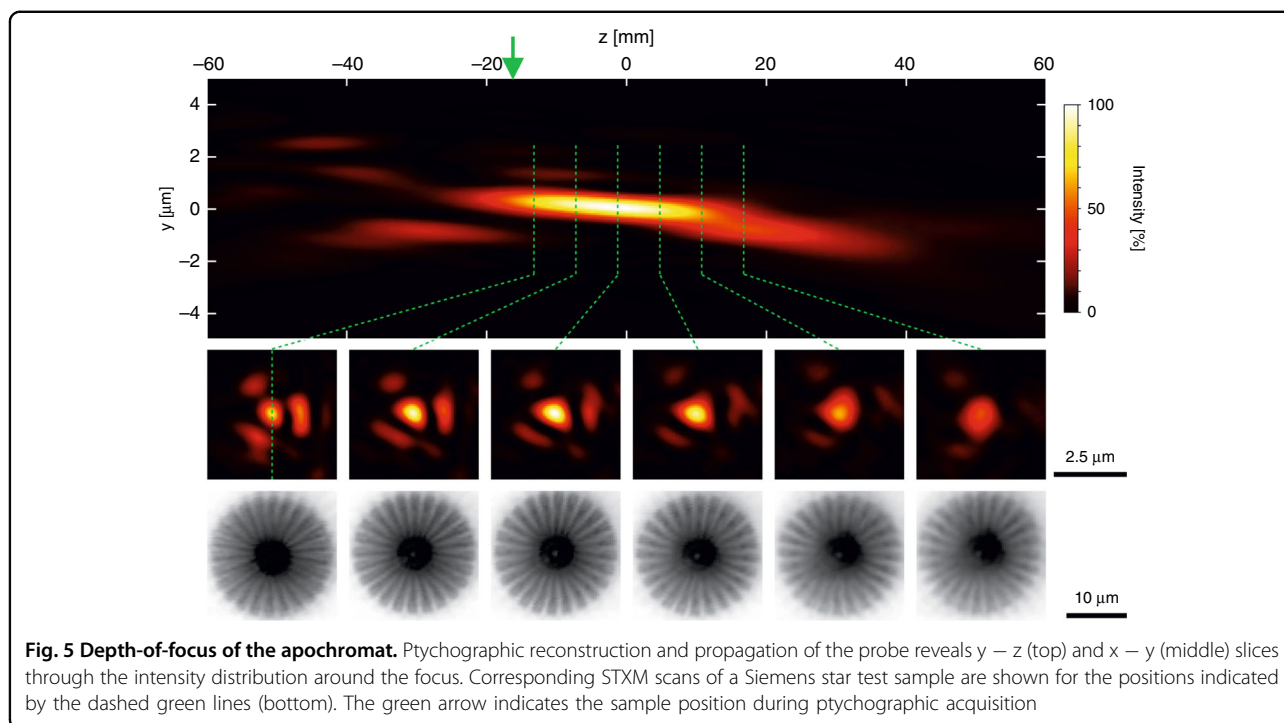 z [mm]
−60 −40 −20 0 20 40 60
4
2
0
−2
−4
y [μm]
100
50
0
Intensity [%]
2.5 μm
10 μm
Fig. 5 Depth-of-focus of the apochromat. Ptychographic reconstruction and propagation of the probe reveals y − z (top) and x − y (middle) slices
through the intensity distribution around the focus. Corresponding STXM scans of a Siemens star test sample are shown for the positions indicated
by the dashed green lines (bottom). The green arrow indicates the sample position during ptychographic acquisition